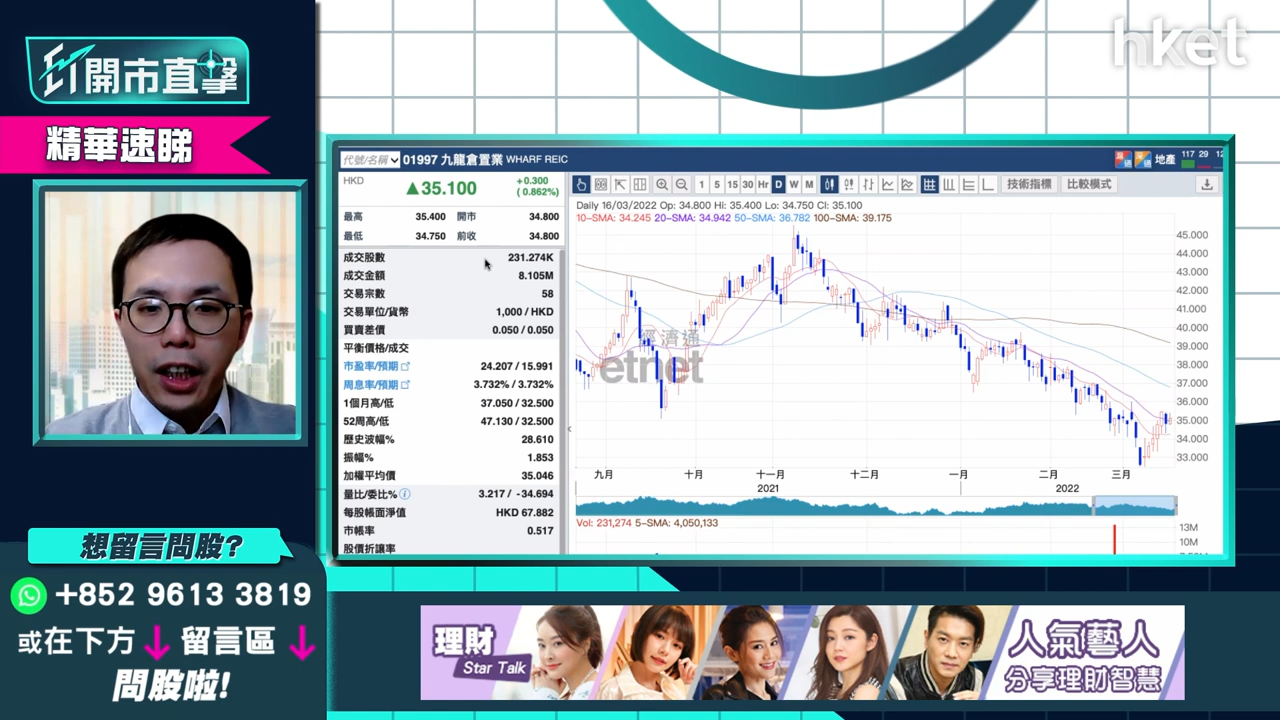 開市直擊
hket
精華速睇
代號/名稱 01997 九龍倉置業 WHARF REIC
地產 117 29 12
HKD
▲35.100
+0.300
( 0.862%)
最高 35.400 開市 34.800
最低 34.750 前收 34.800
成交股數 231.274K
成交金額 8.105M
交易宗數 58
交易單位/貨幣 1,000 / HKD
買賣差價 0.050 / 0.050
平衡價格/成交
市盈率/預期 24.207 / 15.991
周息率/預期 3.732% / 3.732%
1個月高/低 37.050 / 32.500
52周高/低 47.130 / 32.500
歷史波幅% 28.610
振幅% 1.853
加權平均價 35.046
量比/委比% 3.217 / -34.694
每股帳面淨值 HKD 67.882
市帳率 0.517
股價折讓率
1 5 15 30 Hr D W M 技術指標 比較模式
Daily 16/03/2022 Op: 34.800 Hi: 35.400 Lo: 34.750 Cl: 35.100
10-SMA: 34.245 20-SMA: 34.942 50-SMA: 36.782 100-SMA: 39.175
45.000
44.000
43.000
42.000
41.000
40.000
39.000
38.000
37.000
36.000
35.000
34.000
33.000
經濟通
etnet
九月 十月 十一月 十二月 一月 二月 三月
2021 2022
Vol: 231,274 5-SMA: 4,050,133
13M
10M
想留言問股?
+852 9613 3819
或在下方 留言區
問股啦!
理財
Star Talk
人氣藝人
分享理財智慧